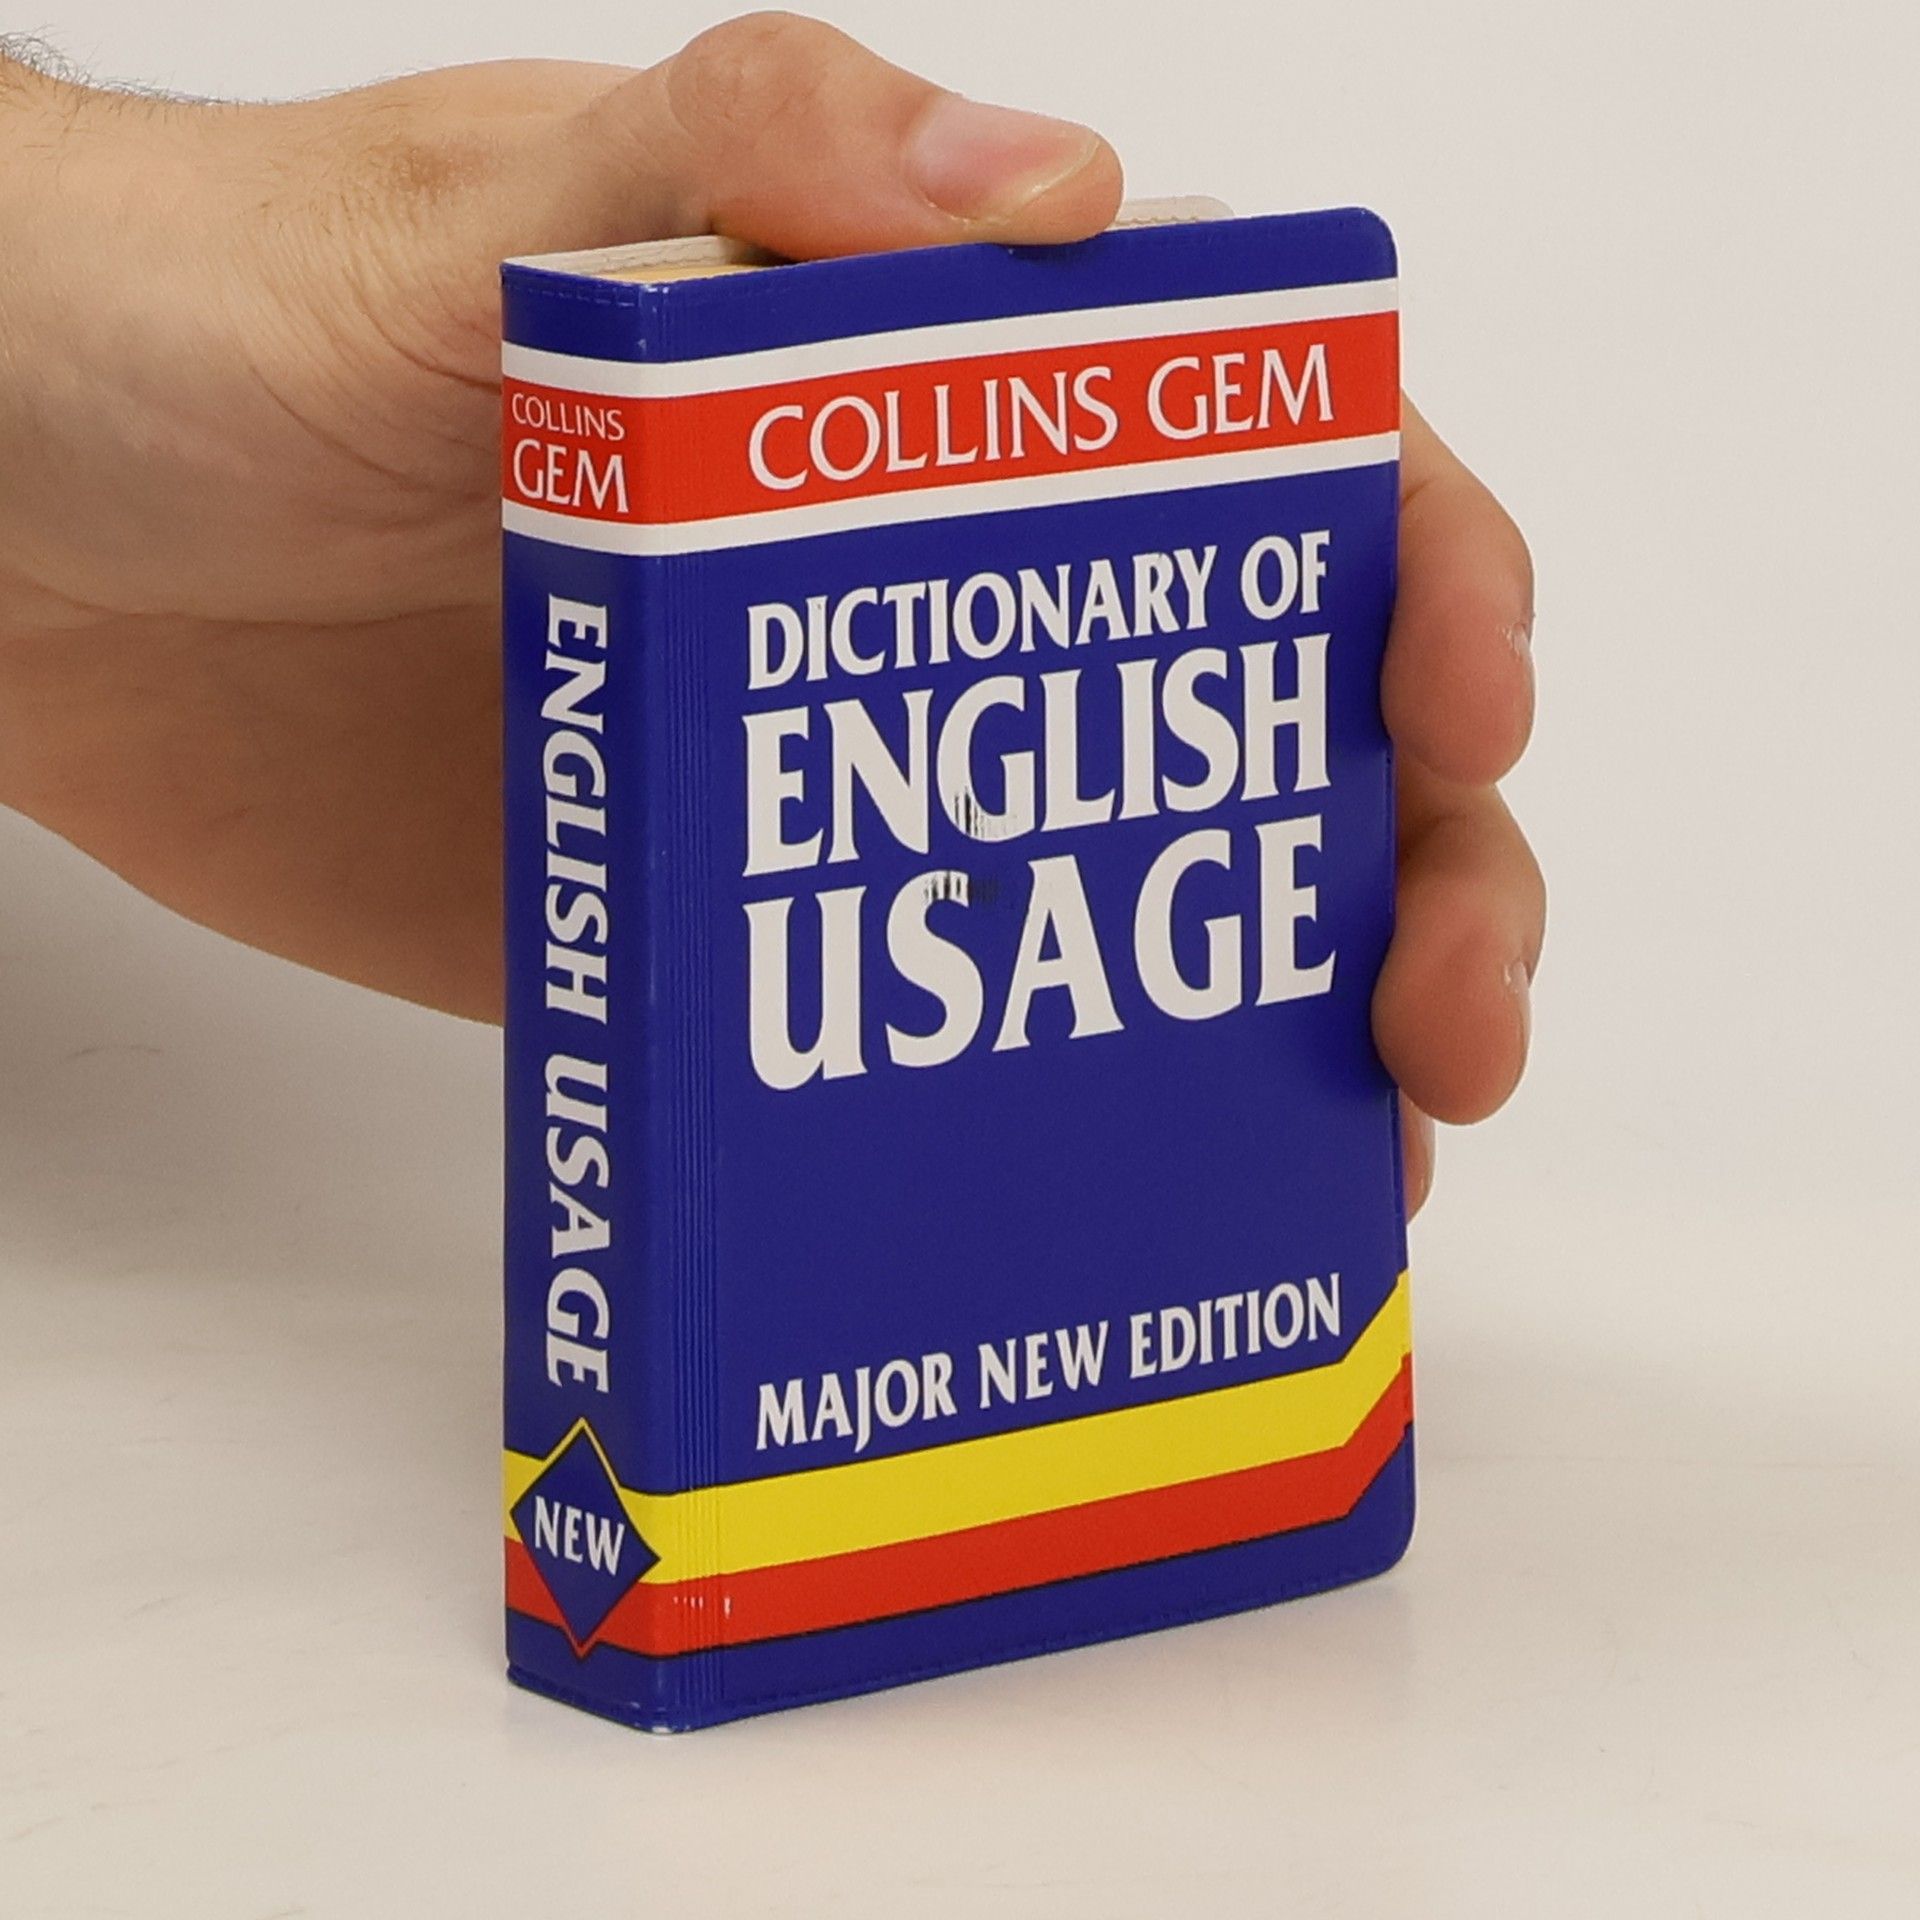 COLLINS
GEM
ENGLISH USAGE
NEW
COLLINS GEM
DICTIONARY OF
ENGLISH
USAGE
MAJOR NEW EDITION